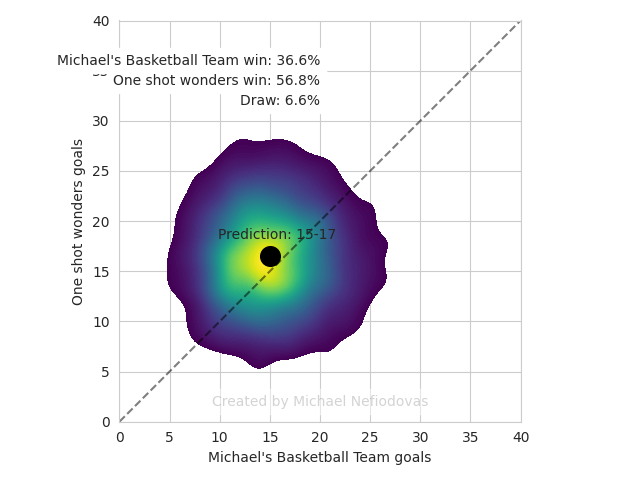 40
Michael's Basketball Team win: 36.6%
One shot wonders win: 56.8%
Draw: 6.6%
30
25
20
15
10
5
0
One shot wonders goals
Prediction: 15-17
Created by Michael Nefiodovas
0 5 10 15 20 25 30 35 40
Michael's Basketball Team goals